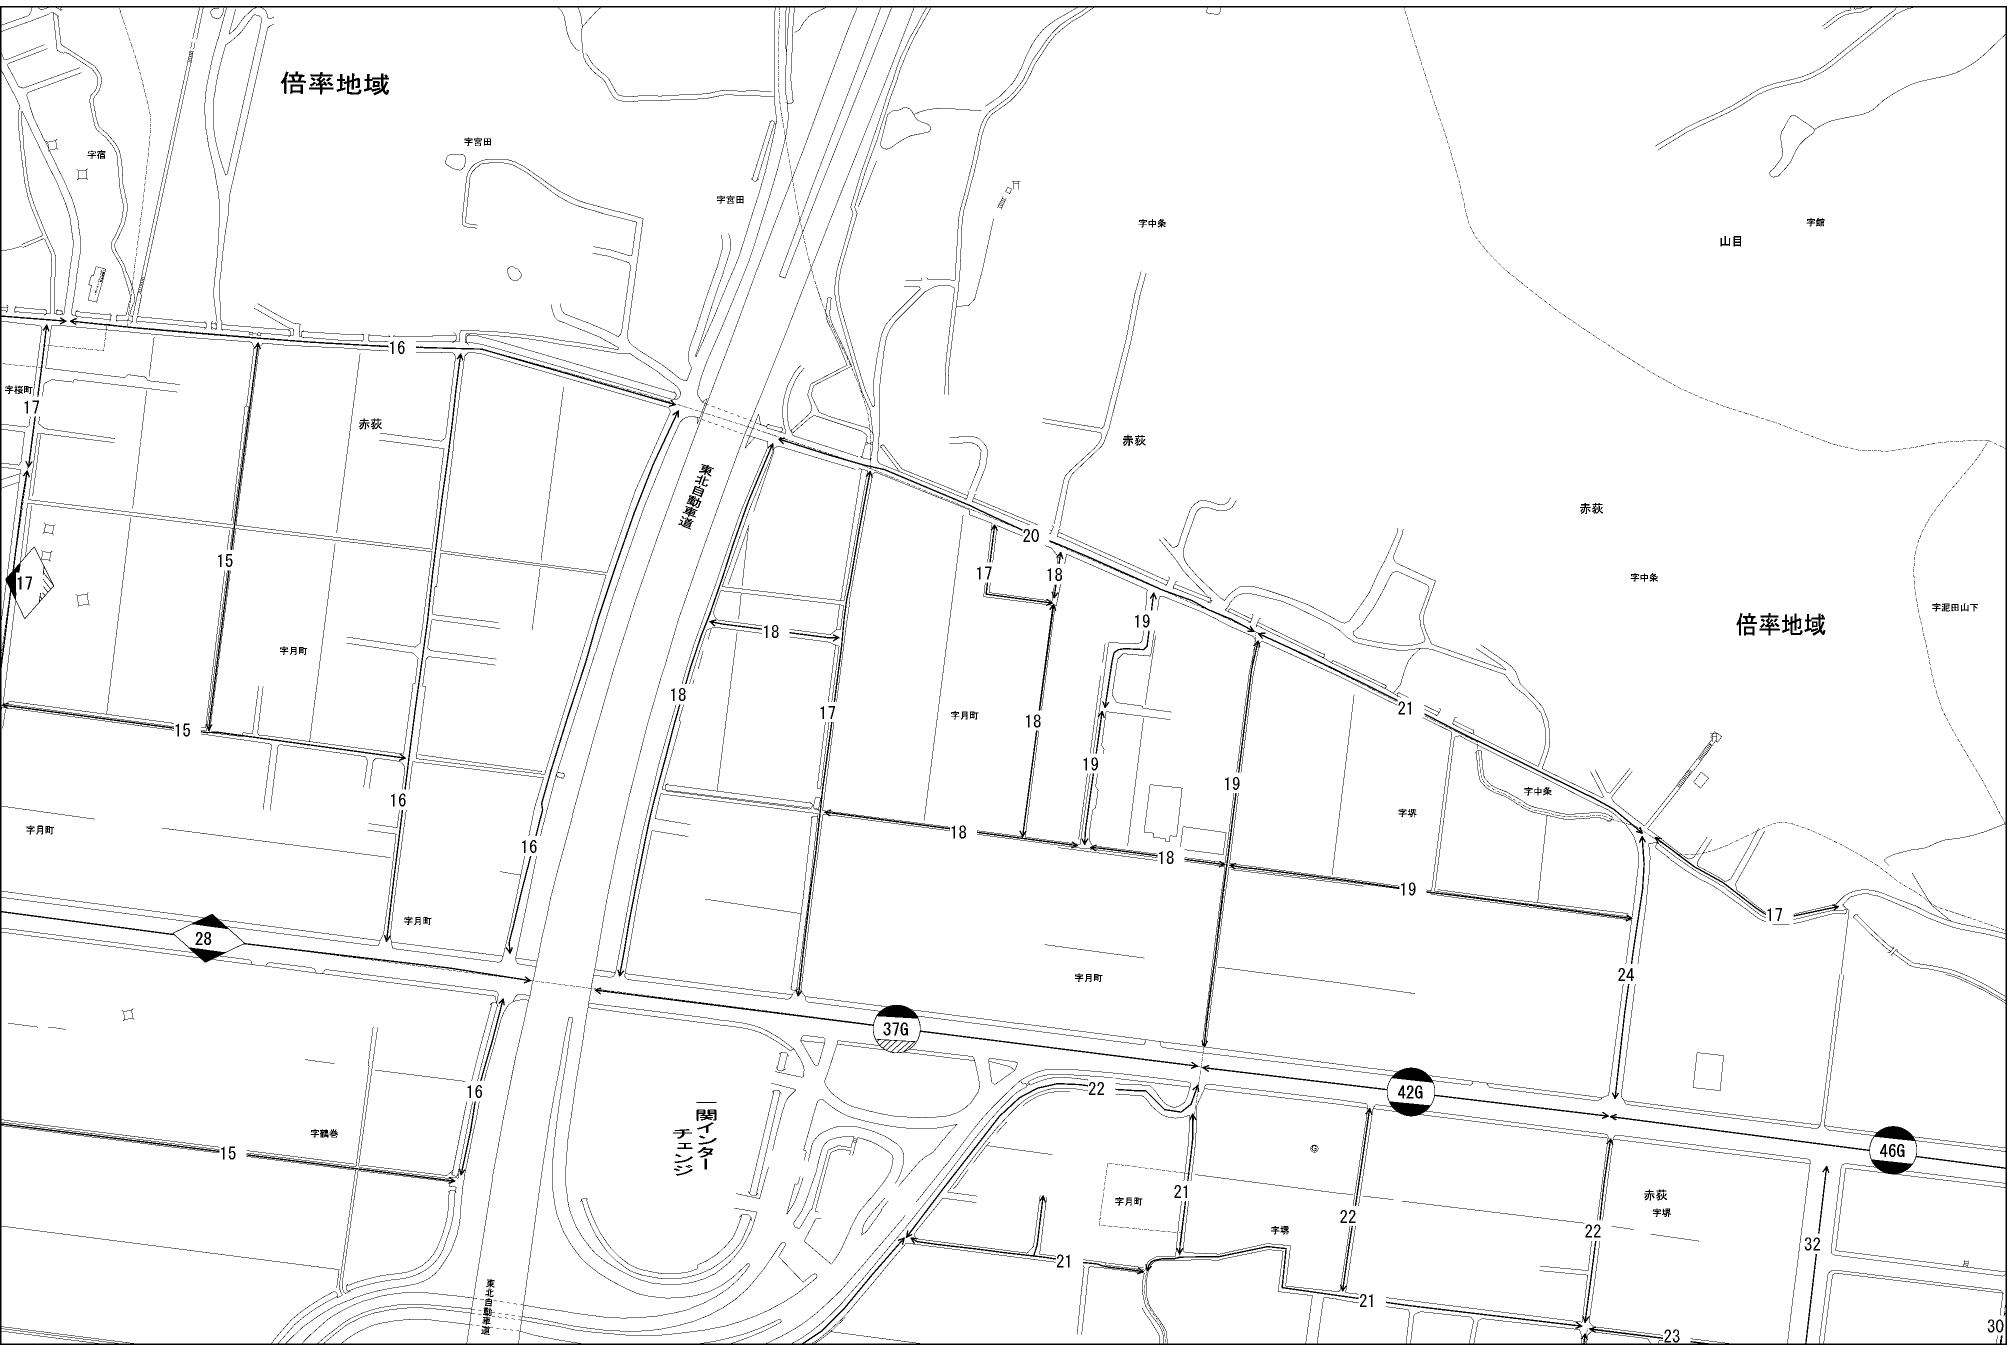 倍率地域
字宮田
字宿
字宮田
字中条
字館
山目
16
字桜町
17
赤荻
赤荻
東北自動車道
赤荻
20
15
17
18
17
字中条
字泥田山下
19
倍率地域
18
字月町
18
17
字月町
18
21
15
19
19
字中条
16
字堺
字月町
18
16
18
19
字月町
17
28
24
字月町
37G
22
42G
16
一関インター
チェンジ
字鶴巻
G
15
46G
21
字月町
22
赤荻
字堺
字堺
22
32
21
東北自動車道
21
23
30